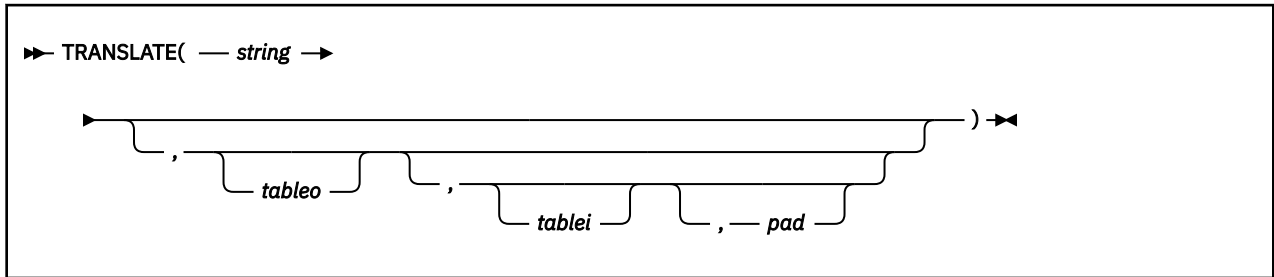 TRANSLATE( string
)
,
tableo
,
tablei
, pad